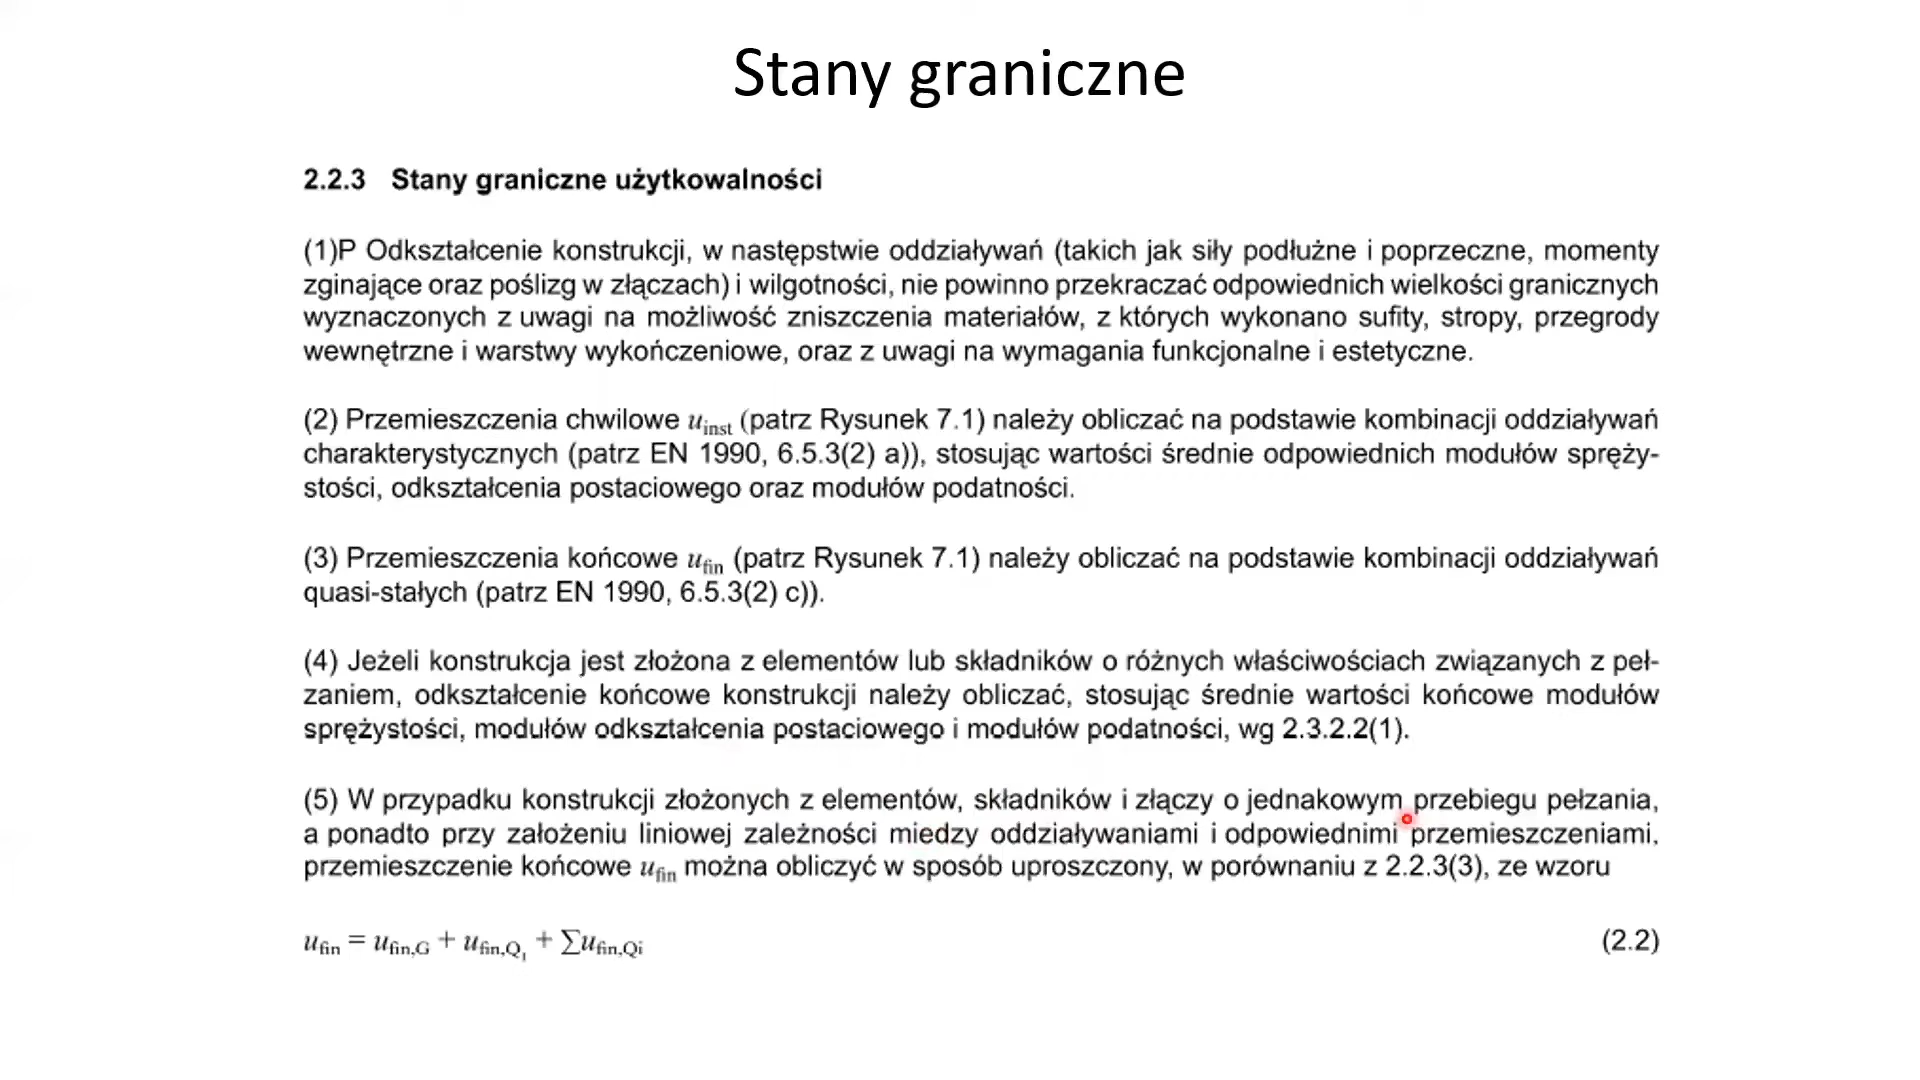 Stany graniczne
2.2.3 Stany graniczne użytkowalności
(1)P Odkształcenie konstrukcji, w następstwie oddziaływań (takich jak siły podłużne i poprzeczne, momenty
zginające oraz poślizg w złączach) i wilgotności, nie powinno przekraczać odpowiednich wielkości granicznych
wyznaczonych z uwagi na możliwość zniszczenia materiałów, z których wykonano sufity, stropy, przegrody
wewnętrzne i warstwy wykończeniowe, oraz z uwagi na wymagania funkcjonalne i estetyczne.
(2) Przemieszczenia chwilowe u_inst (patrz Rysunek 7.1) należy obliczać na podstawie kombinacji oddziaływań
charakterystycznych (patrz EN 1990, 6.5.3(2) a)), stosując wartości średnie odpowiednich modułów spręży-
stości, odkształcenia postaciowego oraz modułów podatności.
(3) Przemieszczenia końcowe u_fin (patrz Rysunek 7.1) należy obliczać na podstawie kombinacji oddziaływań
quasi-stałych (patrz EN 1990, 6.5.3(2) c)).
(4) Jeżeli konstrukcja jest złożona z elementów lub składników o różnych właściwościach związanych z peł-
zaniem, odkształcenie końcowe konstrukcji należy obliczać, stosując średnie wartości końcowe modułów
sprężystości, modułów odkształcenia postaciowego i modułów podatności, wg 2.3.2.2(1).
(5) W przypadku konstrukcji złożonych z elementów, składników i złączy o jednakowym przebiegu pełzania,
a ponadto przy założeniu liniowej zależności miedzy oddziaływaniami i odpowiednimi przemieszczeniami,
przemieszczenie końcowe u_fin można obliczyć w sposób uproszczony, w porównaniu z 2.2.3(3), ze wzoru
u_fin = u_fin,G + u_fin,Q₁ + ∑u_fin,Qi (2.2)